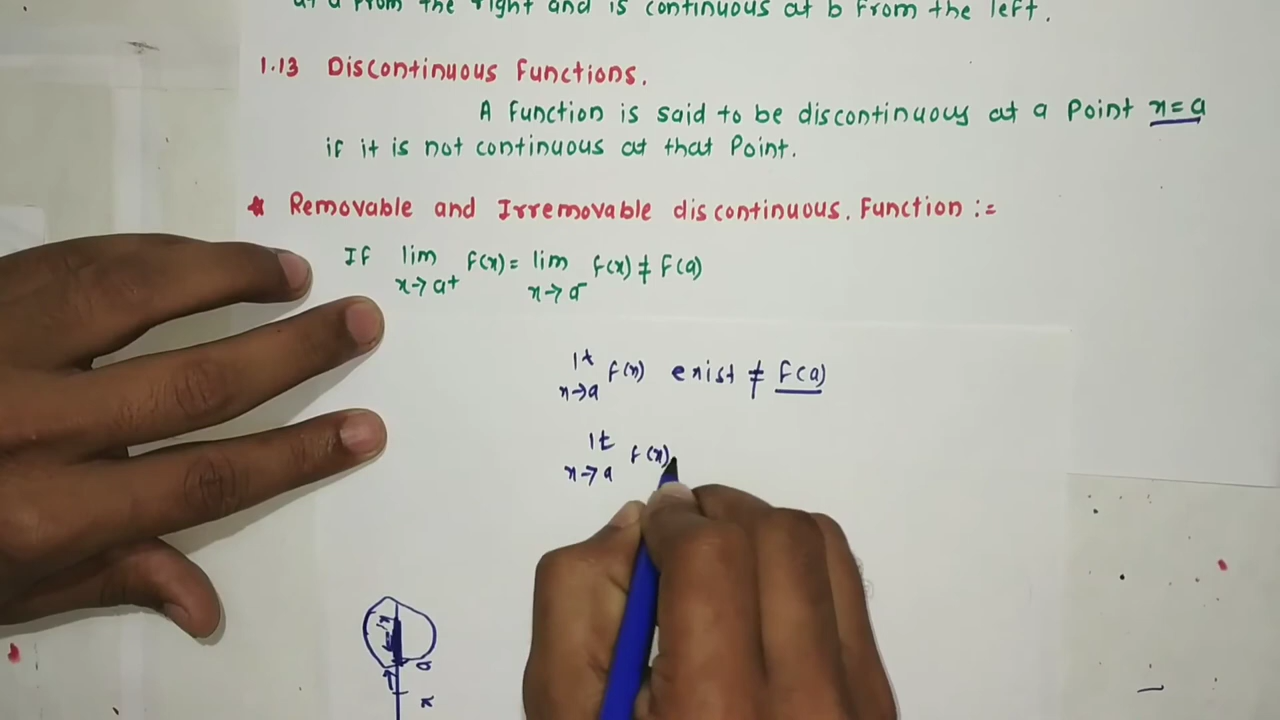 at a from the right and is continuous at b from the left.
1.13 Discontinuous Functions.
A Function is said to be discontinuous at a Point x=a
if it is not continuous at that Point.
* Removable and Irremovable discontinuous. Function :=
If lim x→a+ f(x) = lim x→a- f(x) ≠ F(a)
lt x→a f(x) exist ≠ F(a)
lt x→a f(x)
a
x